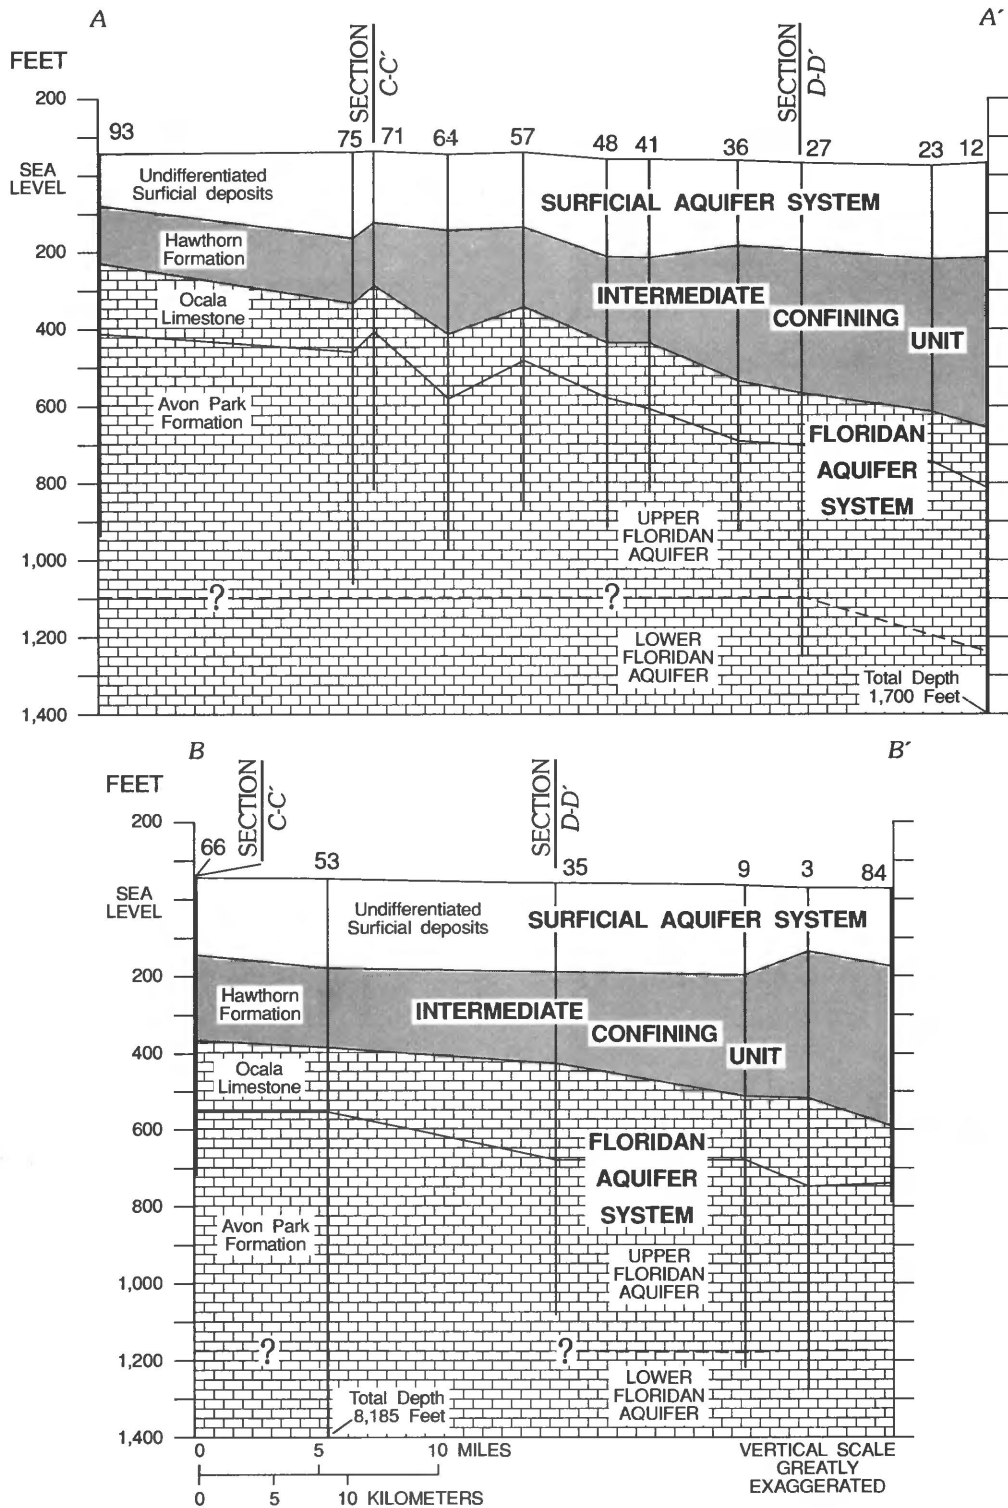 A
A′
FEET
SECTION
C-C′
SECTION
D-D′
200
93
75
71
64
57
48
41
36
27
23
12
SEA
LEVEL
Undifferentiated
Surficial deposits
SURFICIAL AQUIFER SYSTEM
200
Hawthorn
Formation
INTERMEDIATE
CONFINING
UNIT
Ocala
Limestone
400
Avon Park
Formation
600
FLORIDAN
AQUIFER
SYSTEM
800
UPPER
FLORIDAN
AQUIFER
1,000
?
?
1,200
LOWER
FLORIDAN
AQUIFER
Total Depth
1,700 Feet
1,400
B
B′
FEET
SECTION
C-C′
SECTION
D-D′
200
66
53
35
9
3
84
SEA
LEVEL
Undifferentiated
Surficial deposits
SURFICIAL AQUIFER SYSTEM
200
Hawthorn
Formation
INTERMEDIATE
CONFINING
UNIT
400
Ocala
Limestone
600
FLORIDAN
AQUIFER
SYSTEM
800
Avon Park
Formation
UPPER
FLORIDAN
AQUIFER
1,000
?
?
1,200
LOWER
FLORIDAN
AQUIFER
Total Depth
8,185 Feet
1,400
0 5 10 MILES
0 5 10 KILOMETERS
VERTICAL SCALE
GREATLY
EXAGGERATED